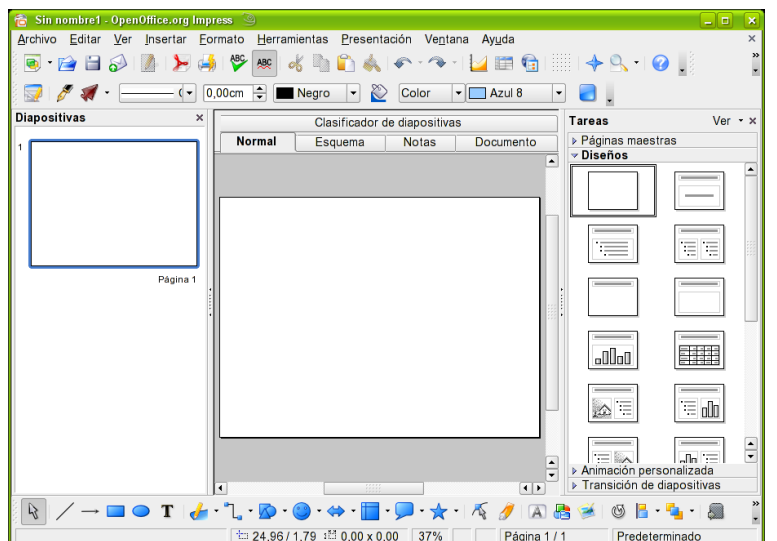 Sin nombre1 - OpenOffice.org Impress
Archivo Editar Ver Insertar Formato Herramientas Presentación Ventana Ayuda
ABC ABC
0,00cm Negro Color Azul 8
Diapositivas
Clasificador de diapositivas
Tareas Ver
Normal Esquema Notas Documento
Páginas maestras
Diseños
1
Página 1
Animación personalizada
Transición de diapositivas
T A
24,96 / 1,79 0,00 x 0,00 37% Página 1 / 1 Predeterminado